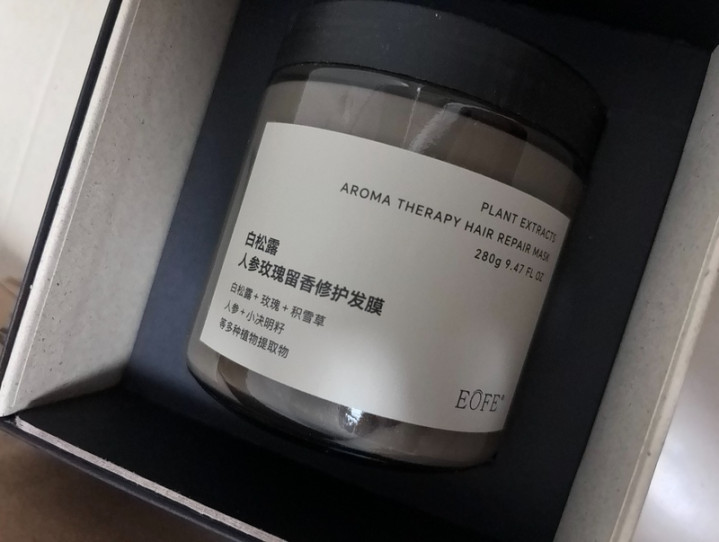 PLANT EXTRACTS
AROMA THERAPY HAIR REPAIR MASK
280g 9.47 FL OZ
白松露
人参玫瑰留香修护发膜
白松露+玫瑰+积雪草
人参+小决明籽
等多种植物提取物
EŌFE®